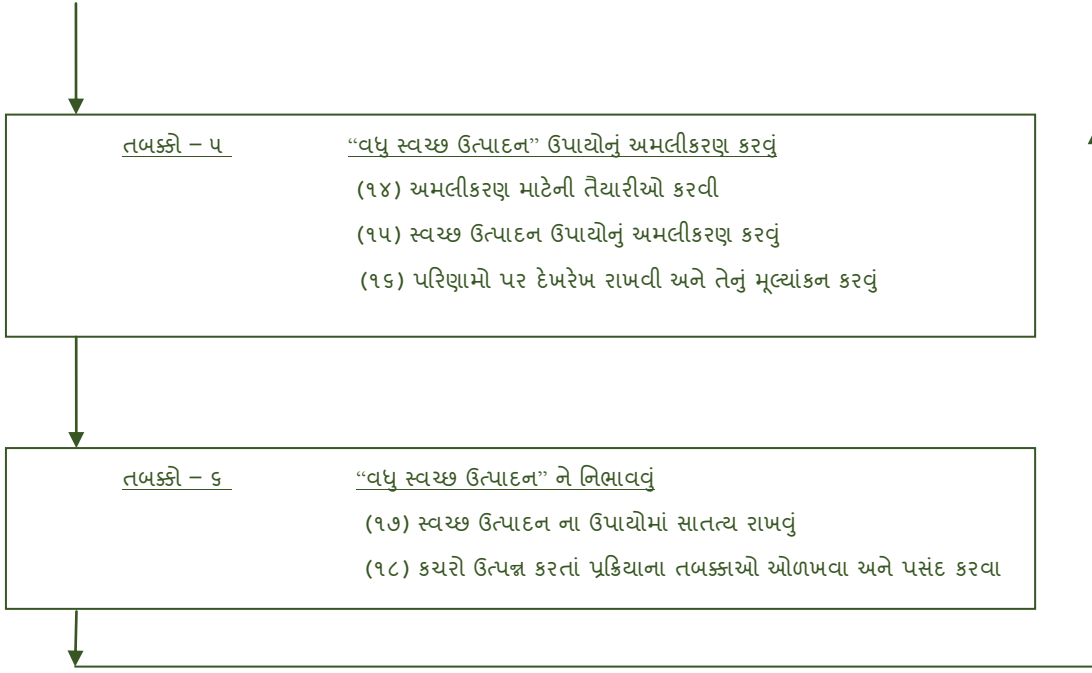 તબક્કો – ૫ “વધુ સ્વચ્છ ઉત્પાદન” ઉપાયોનું અમલીકરણ કરવું
(૧૪) અમલીકરણ માટેની તૈયારીઓ કરવી
(૧૫) સ્વચ્છ ઉત્પાદન ઉપાયોનું અમલીકરણ કરવું
(૧૬) પરિણામો પર દેખરેખ રાખવી અને તેનું મૂલ્યાંકન કરવું
તબક્કો – ૬ “વધુ સ્વચ્છ ઉત્પાદન” ને નિભાવવું
(૧૭) સ્વચ્છ ઉત્પાદન ના ઉપાયોમાં સાતત્ય રાખવું
(૧૮) કચરો ઉત્પન્ન કરતાં પ્રક્રિયાના તબક્કાઓ ઓળખવા અને પસંદ કરવા